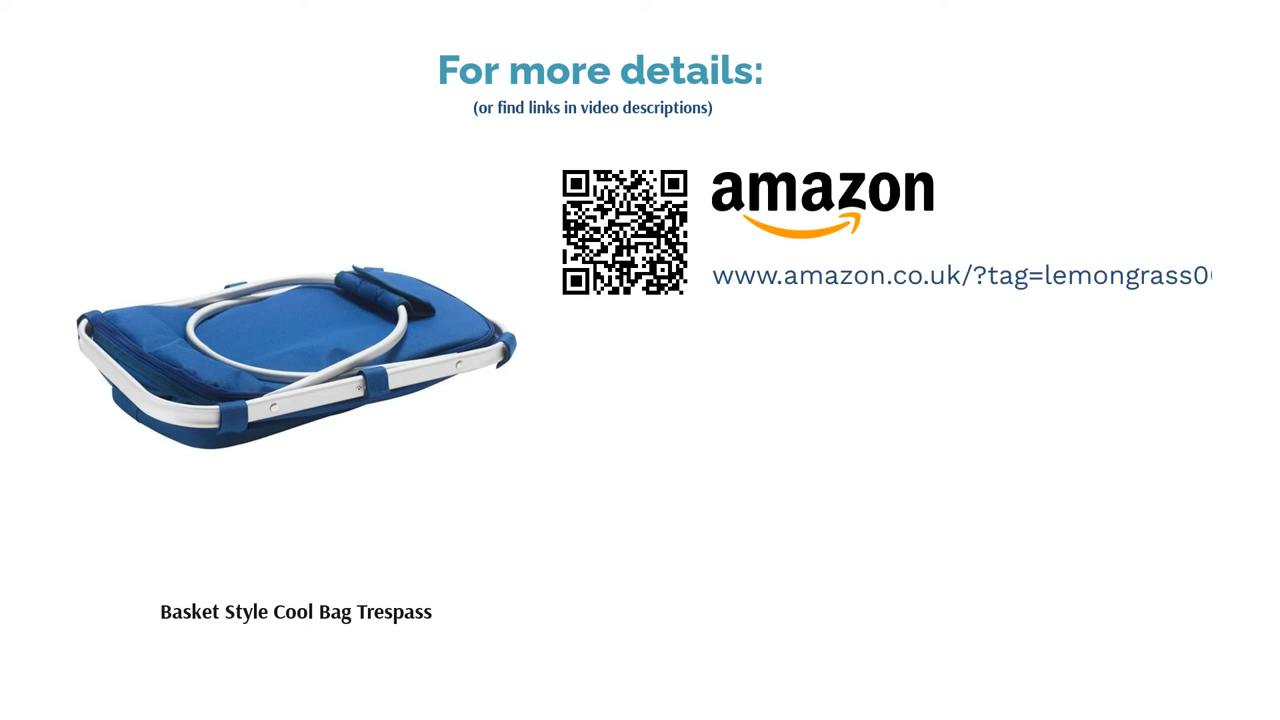 For more details:
(or find links in video descriptions)
amazon
www.amazon.co.uk/?tag=lemongrass0
Basket Style Cool Bag Trespass